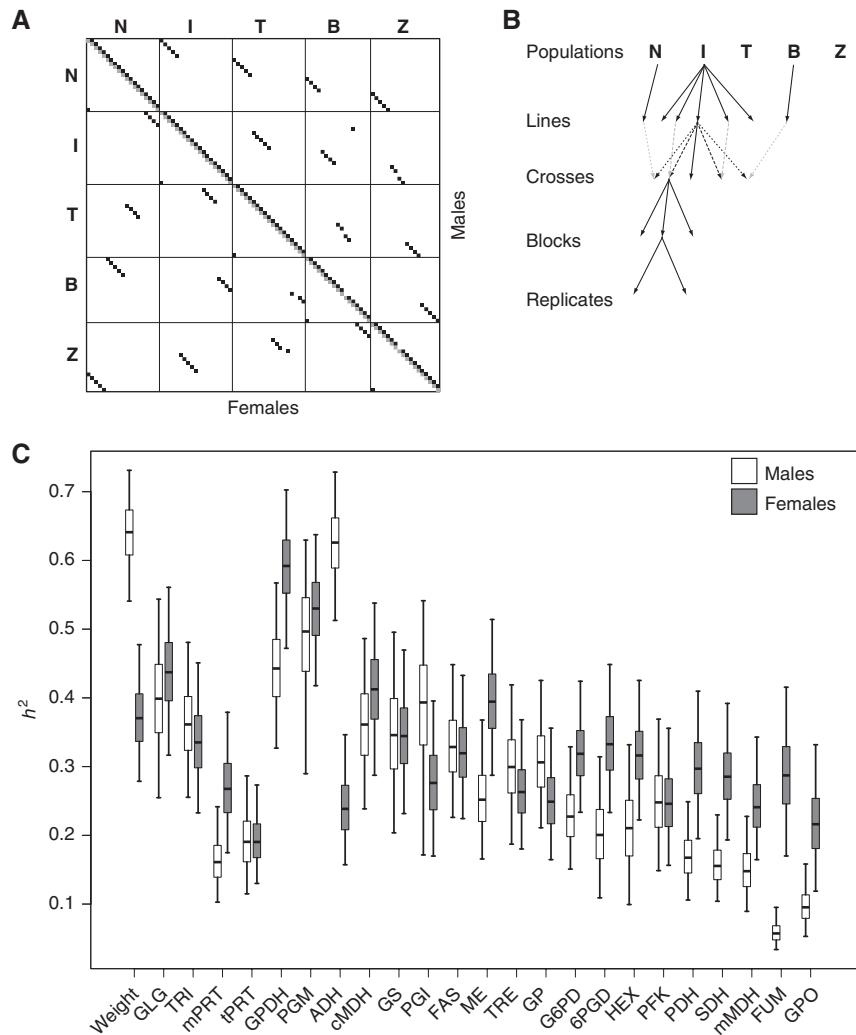 A
N I T B Z
N
I
T
B
Z
Males
Females
B
Populations N I T B Z
Lines
Crosses
Blocks
Replicates
C
Males
Females
0.7
0.6
0.5
0.4
0.3
0.2
0.1
h²
Weight
GLG
TRI
mPRT
tPRT
GPDH
PGM
ADH
cMDH
GS
PGI
FAS
ME
TRE
GP
G6PD
6PGD
HEX
PFK
PDH
SDH
mMDH
FUM
GPO